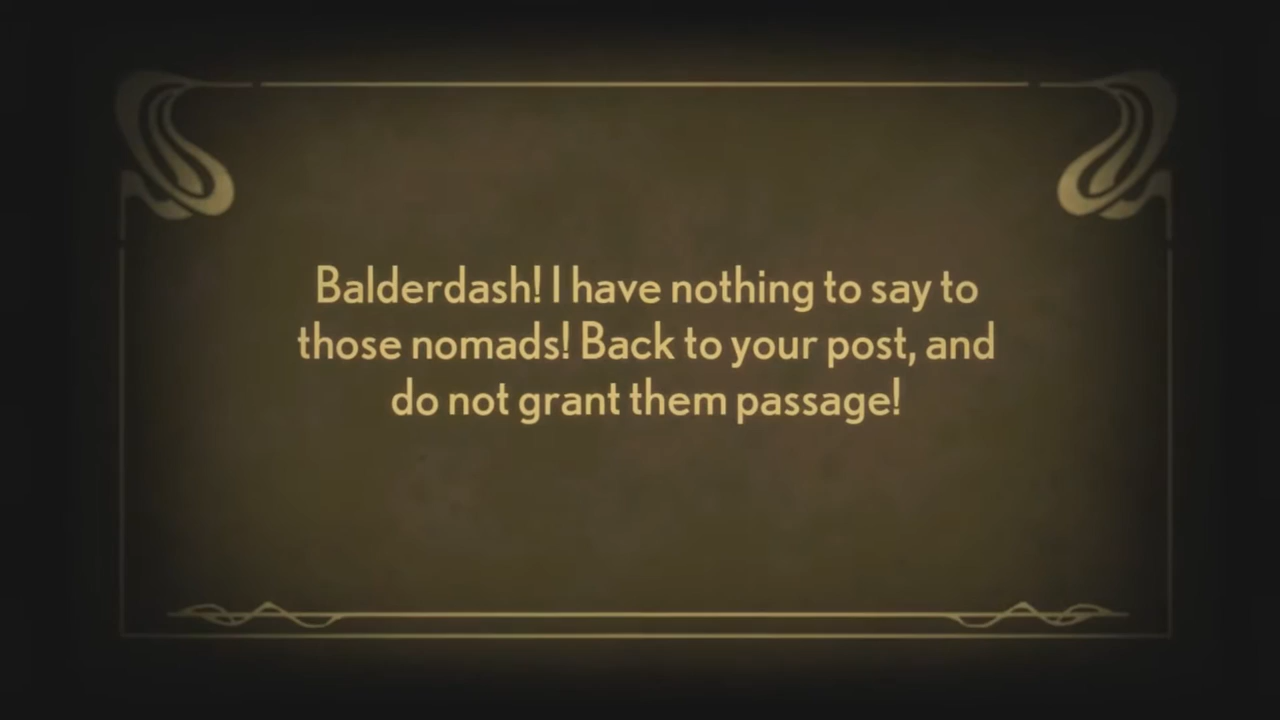 Balderdash! I have nothing to say to
those nomads! Back to your post, and
do not grant them passage!